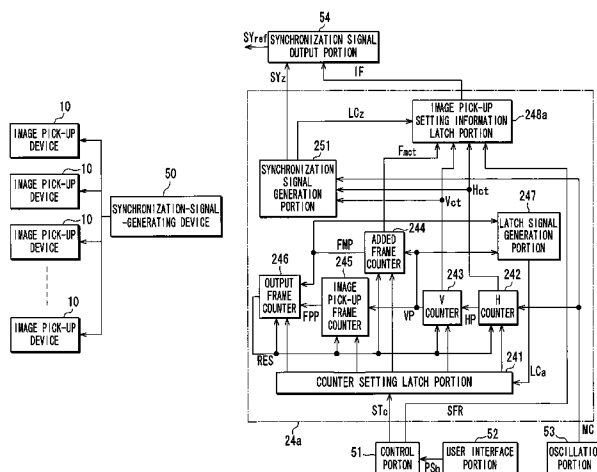 10
IMAGE PICK-UP
DEVICE
10
IMAGE PICK-UP
DEVICE
10
IMAGE PICK-UP
DEVICE
10
IMAGE PICK-UP
DEVICE
50
SYNCHRONIZATION-SIGNAL
-GENERATING DEVICE
54
SYref
SYNCHRONIZATION SIGNAL
OUTPUT PORTION
SYz
IF
LCz
IMAGE PICK-UP
SETTING INFORMATION
LATCH PORTION
248a
251
Fmct
SYNCHRONIZATION
SIGNAL
GENERATION
PORTION
Hct
Vct
247
244
LATCH SIGNAL
GENERATION
PORTION
FMP
ADDED
FRAME
COUNTER
246
245
243
242
OUTPUT
FRAME
COUNTER
FPP
IMAGE
PICK-UP
FRAME
COUNTER
VP
V
COUNTER
HP
H
COUNTER
RES
241
COUNTER SETTING LATCH PORTION
LCa
STc
SFR
24a
MC
51
52
53
CONTROL
PORTON
PSb
USER INTERFACE
PORTION
OSCILLATION
PORTION